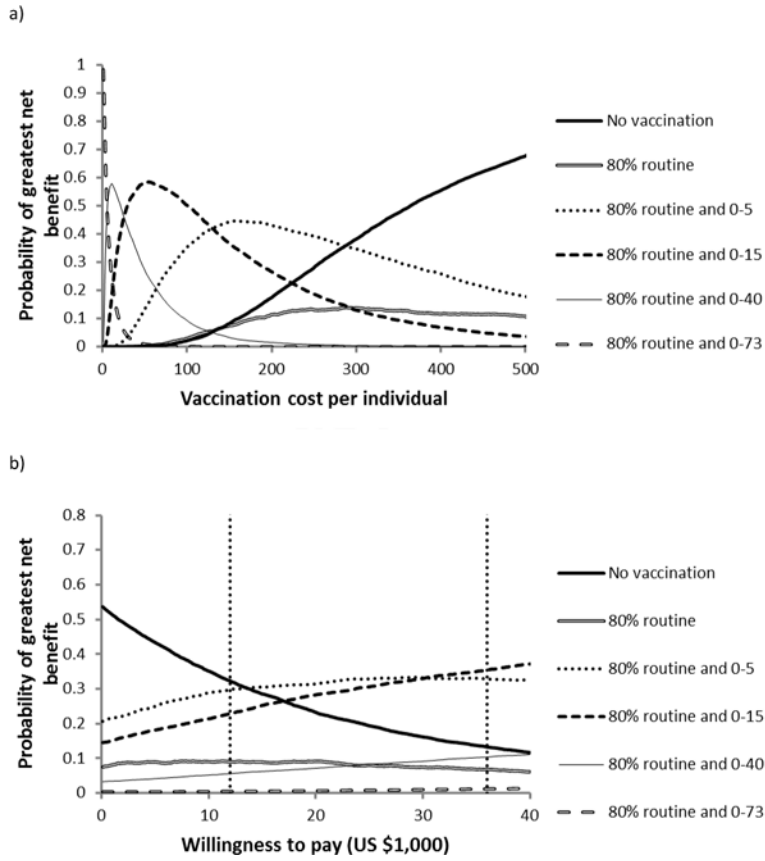 a)
Probability of greatest net
benefit
1
0.9
0.8
0.7
0.6
0.5
0.4
0.3
0.2
0.1
0
0 100 200 300 400 500
Vaccination cost per individual
No vaccination
80% routine
80% routine and 0-5
80% routine and 0-15
80% routine and 0-40
80% routine and 0-73
b)
Probability of greatest net
benefit
0.8
0.7
0.6
0.5
0.4
0.3
0.2
0.1
0
0 10 20 30 40
Willingness to pay (US $1,000)
No vaccination
80% routine
80% routine and 0-5
80% routine and 0-15
80% routine and 0-40
80% routine and 0-73